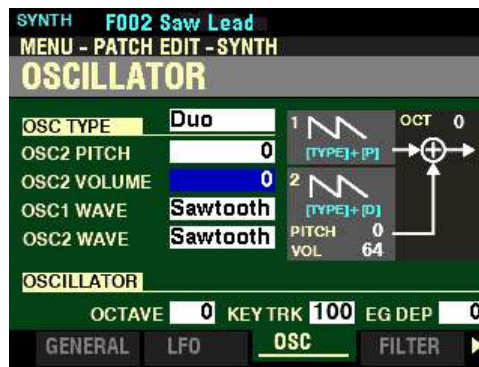 SYNTH F002 Saw Lead
MENU - PATCH EDIT - SYNTH
OSCILLATOR
OSC TYPE Duo
OSC2 PITCH 0
OSC2 VOLUME 0
OSC1 WAVE Sawtooth
OSC2 WAVE Sawtooth
1 OCT 0
[TYPE]+[P]
2
[TYPE]+[D]
PITCH 0
VOL 64
OSCILLATOR
OCTAVE 0 KEY TRK 100 EG DEP 0
GENERAL LFO OSC FILTER